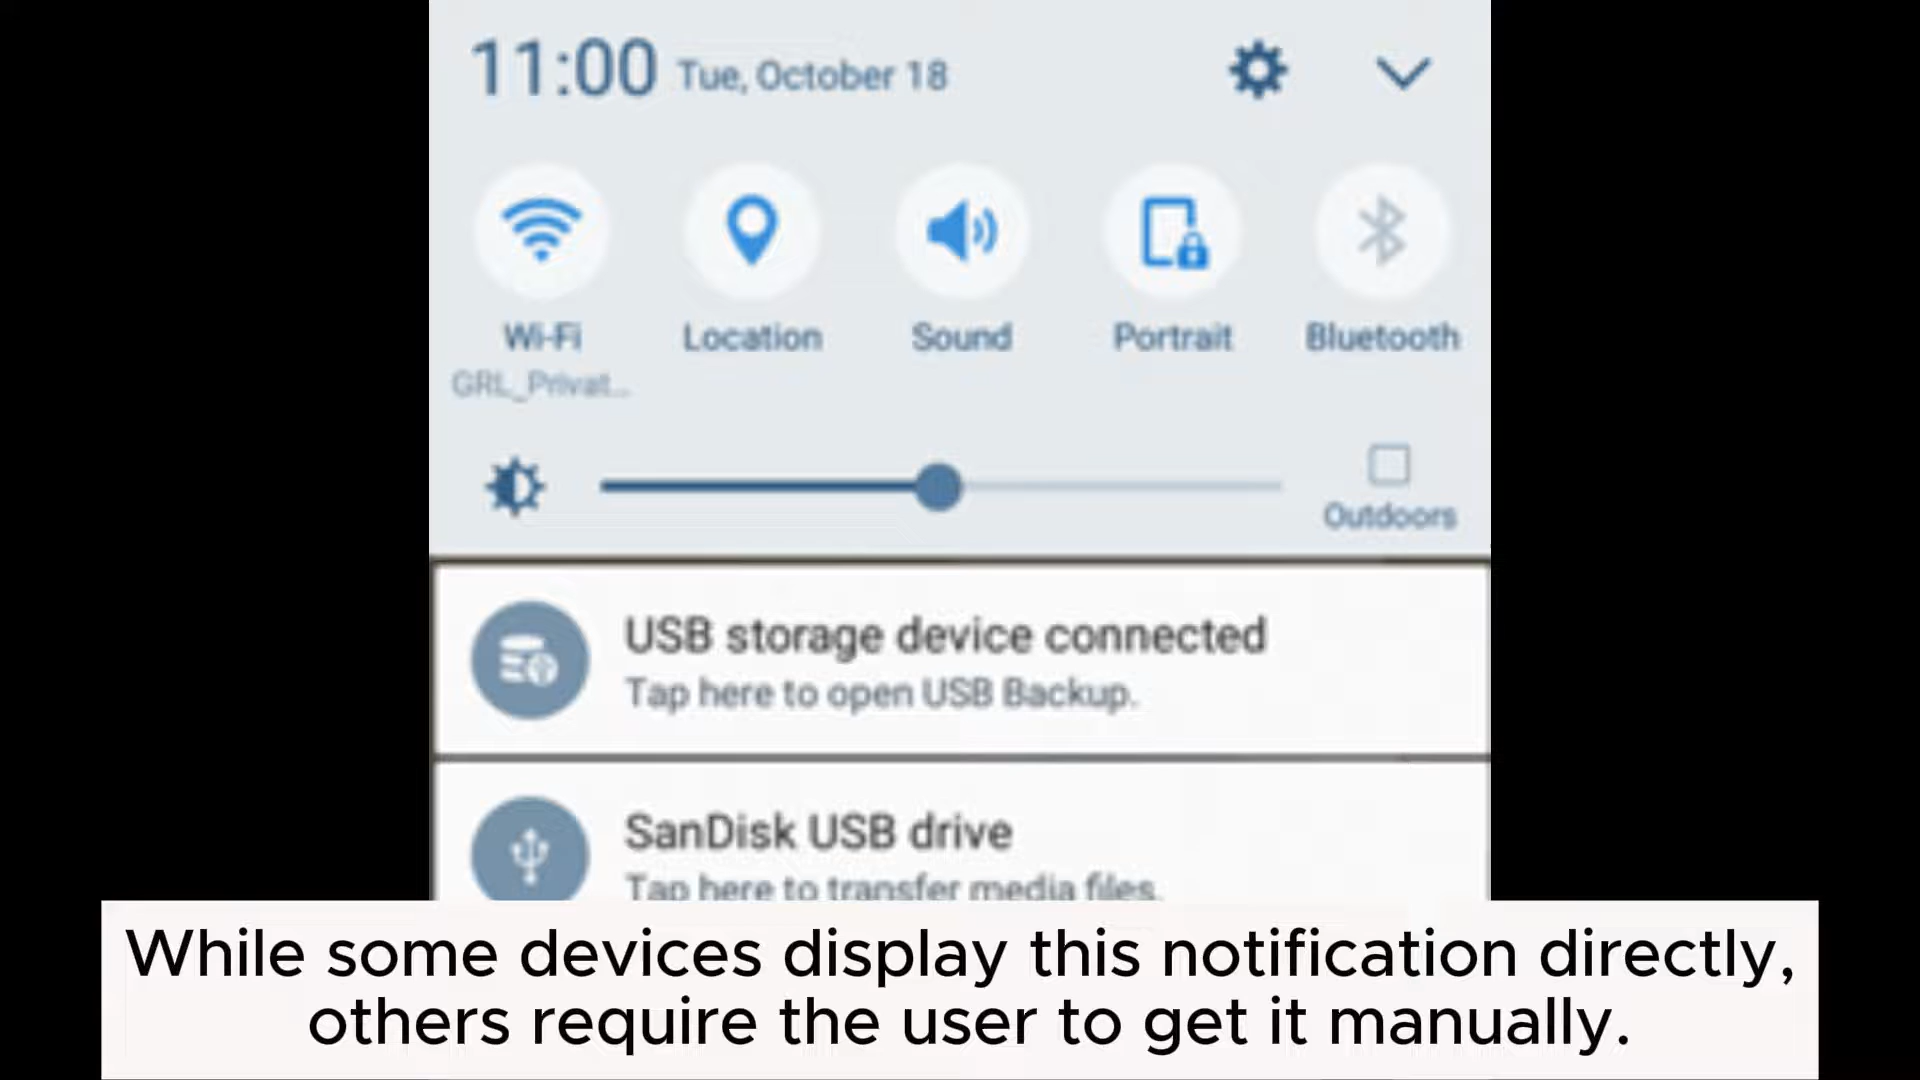 11:00 Tue, October 18
Wi-Fi Location Sound Portrait Bluetooth
GRL_Privat...
Outdoors
USB storage device connected
Tap here to open USB Backup.
SanDisk USB drive
Tap here to transfer media files.
While some devices display this notification directly,
others require the user to get it manually.